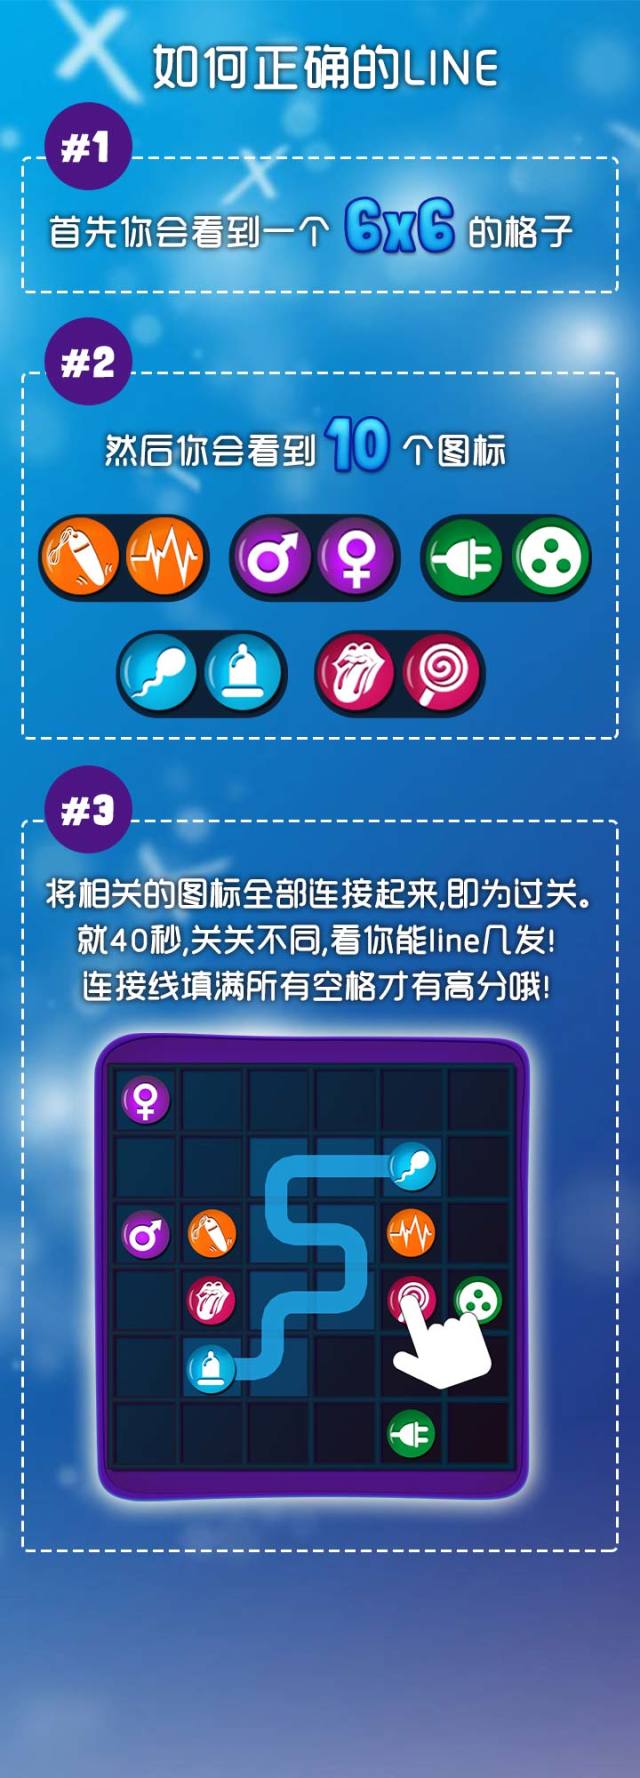 如何正确的LINE
#1
首先你会看到一个 6x6 的格子
#2
然后你会看到 10 个图标
#3
将相关的图标全部连接起来,即为过关。
就40秒,关关不同,看你能line几发!
连接线填满所有空格才有高分哦!